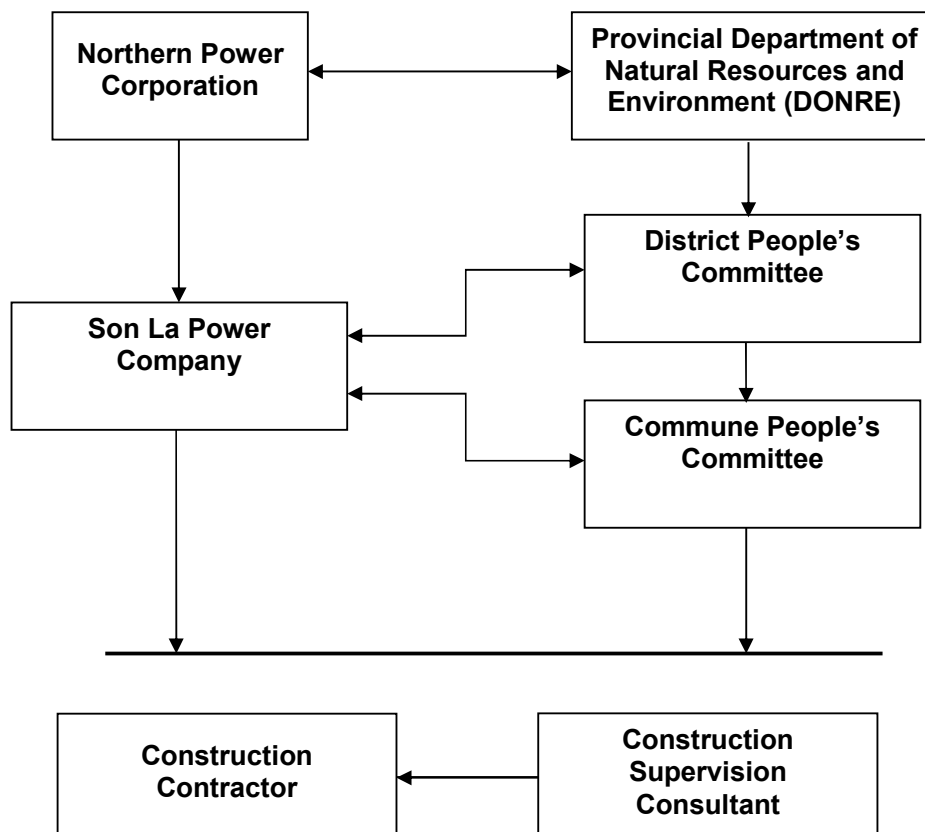 Northern Power
Corporation
Provincial Department of
Natural Resources and
Environment (DONRE)
District People’s
Committee
Son La Power
Company
Commune People’s
Committee
Construction
Contractor
Construction
Supervision
Consultant